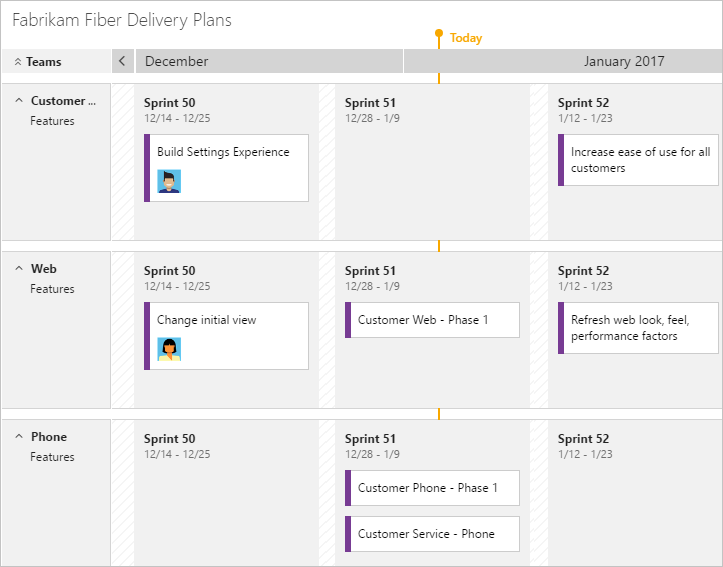 Fabrikam Fiber Delivery Plans
Today
Teams
December
January 2017
Customer ...
Features
Sprint 50
12/14 - 12/25
Build Settings Experience
Sprint 51
12/28 - 1/9
Sprint 52
1/12 - 1/23
Increase ease of use for all
customers
Web
Features
Sprint 50
12/14 - 12/25
Change initial view
Sprint 51
12/28 - 1/9
Customer Web - Phase 1
Sprint 52
1/12 - 1/23
Refresh web look, feel,
performance factors
Phone
Features
Sprint 50
12/14 - 12/25
Sprint 51
12/28 - 1/9
Customer Phone - Phase 1
Customer Service - Phone
Sprint 52
1/12 - 1/23